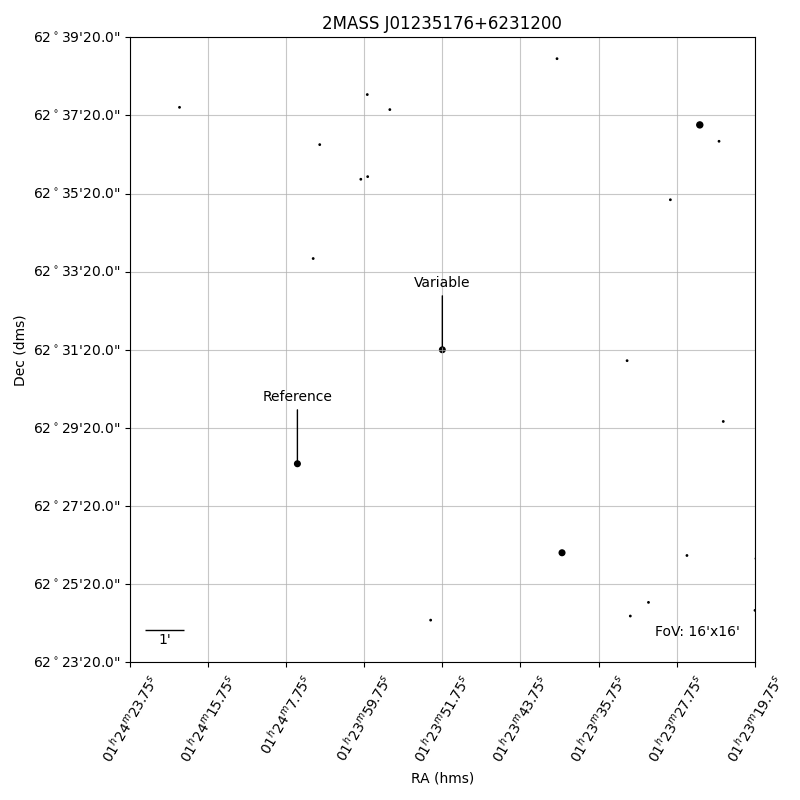 2MASS J01235176+6231200
62°39'20.0"
62°37'20.0"
62°35'20.0"
62°33'20.0"
62°31'20.0"
62°29'20.0"
62°27'20.0"
62°25'20.0"
62°23'20.0"
Dec (dms)
Variable
Reference
1'
FoV: 16'x16'
01ʰ24ᵐ23.75ˢ
01ʰ24ᵐ15.75ˢ
01ʰ24ᵐ7.75ˢ
01ʰ23ᵐ59.75ˢ
01ʰ23ᵐ51.75ˢ
01ʰ23ᵐ43.75ˢ
01ʰ23ᵐ35.75ˢ
01ʰ23ᵐ27.75ˢ
01ʰ23ᵐ19.75ˢ
RA (hms)